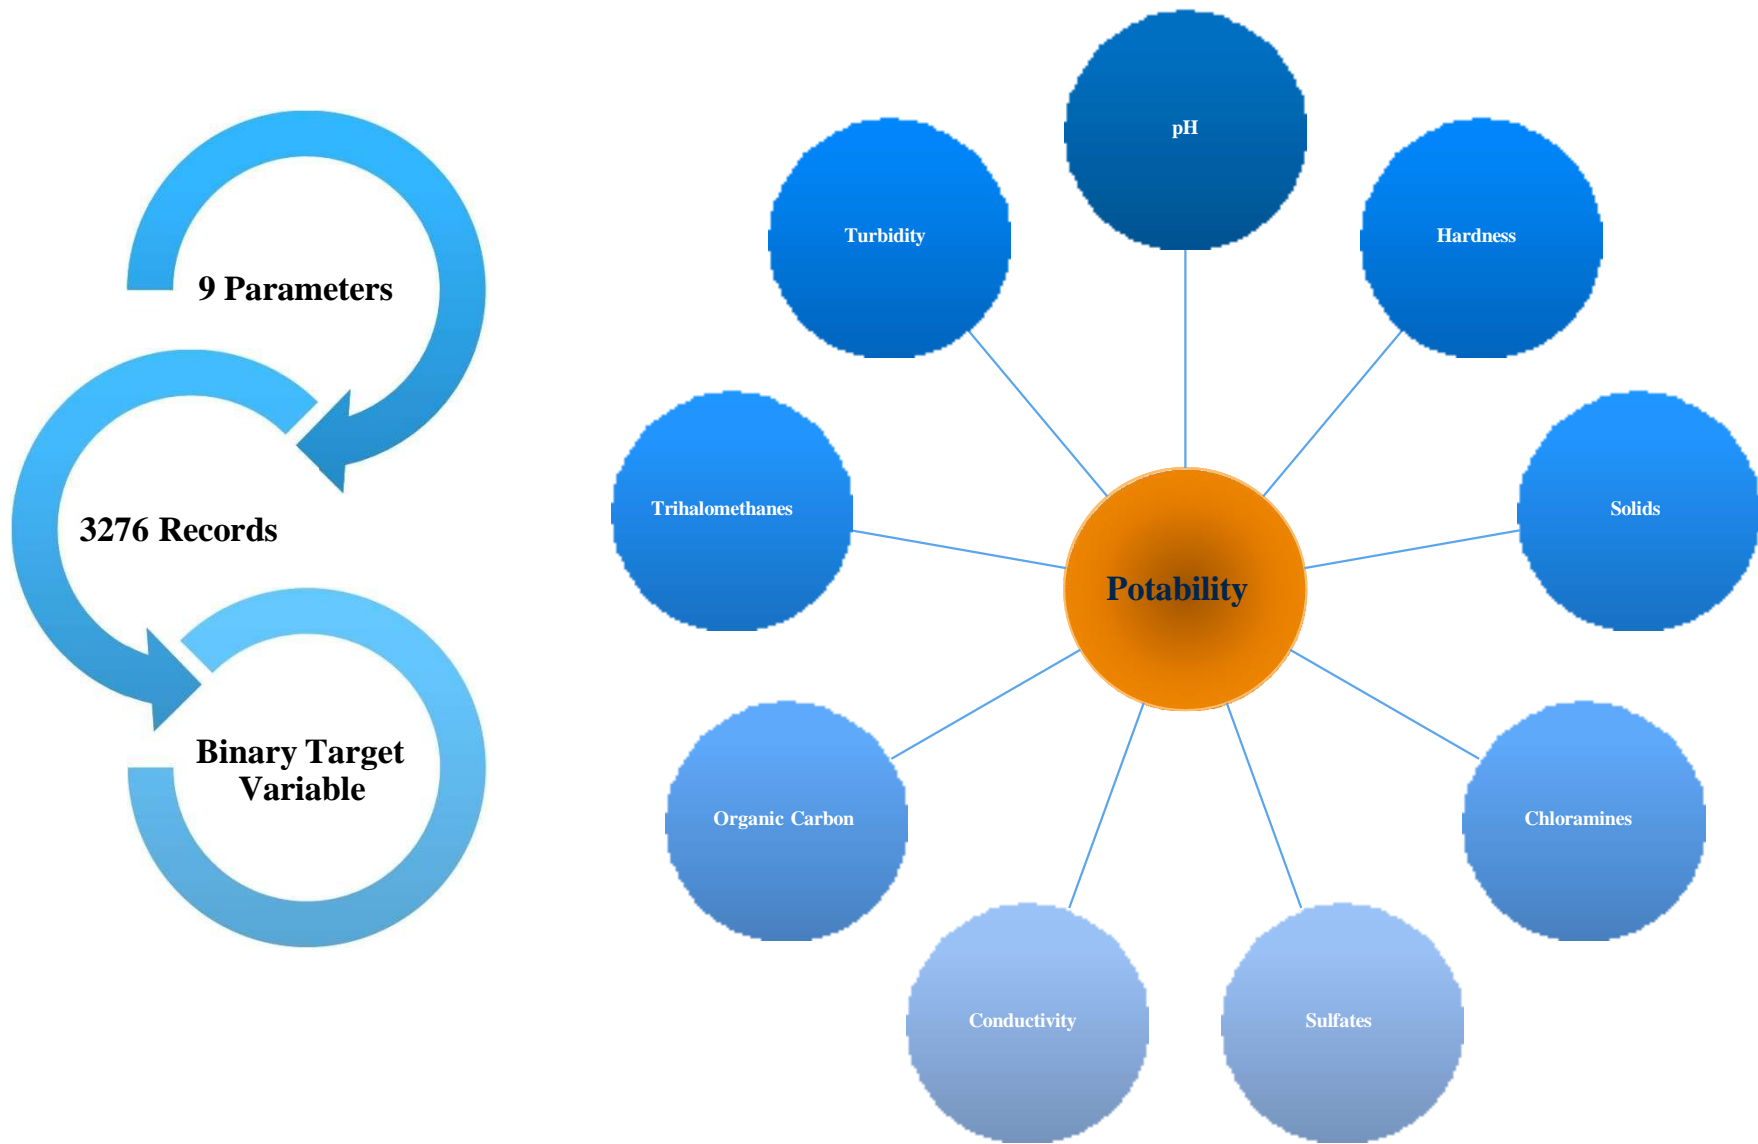 9 Parameters
3276 Records
Binary Target
Variable
pH
Hardness
Solids
Chloramines
Sulfates
Conductivity
Organic Carbon
Trihalomethanes
Turbidity
Potability